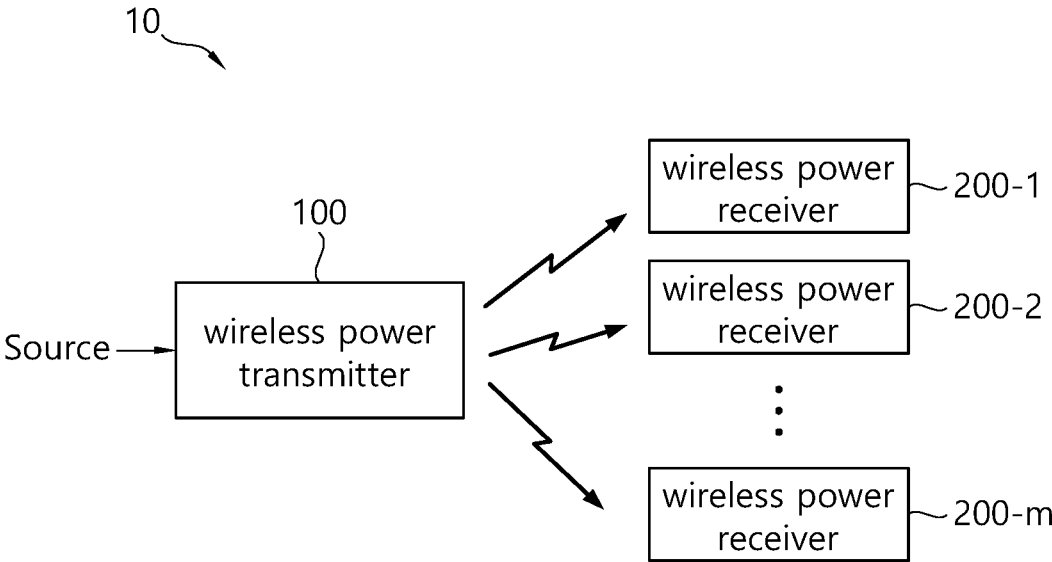 10
100
Source
wireless power
transmitter
wireless power
receiver
200-1
wireless power
receiver
200-2
wireless power
receiver
200-m